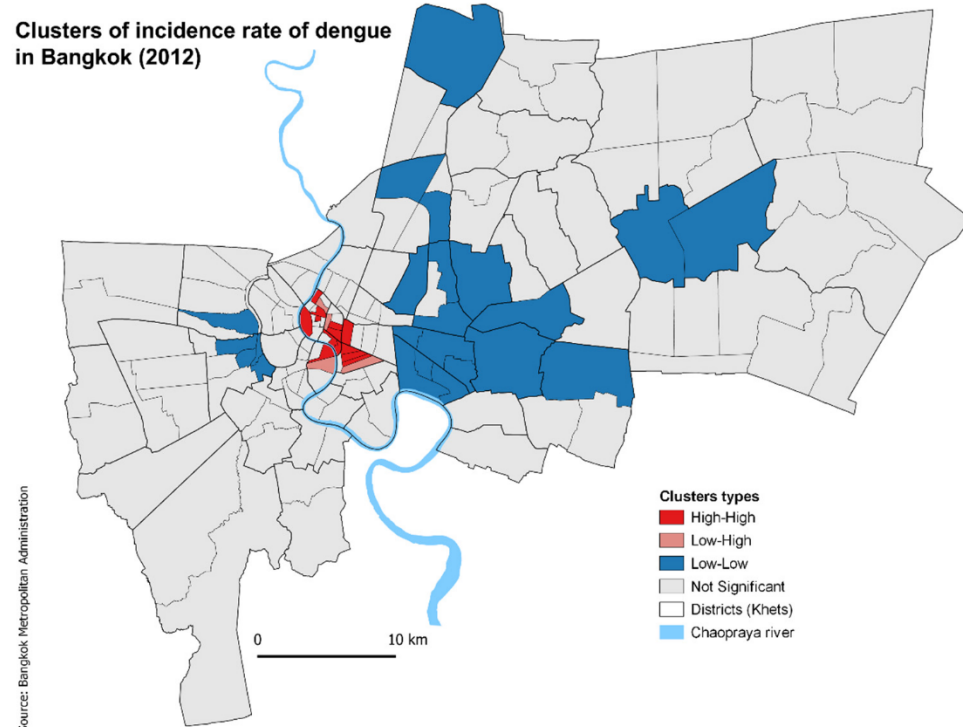 Clusters of incidence rate of dengue
in Bangkok (2012)
Clusters types
High-High
Low-High
Low-Low
Not Significant
Districts (Khets)
Chaopraya river
0 10 km
Source: Bangkok Metropolitan Administration